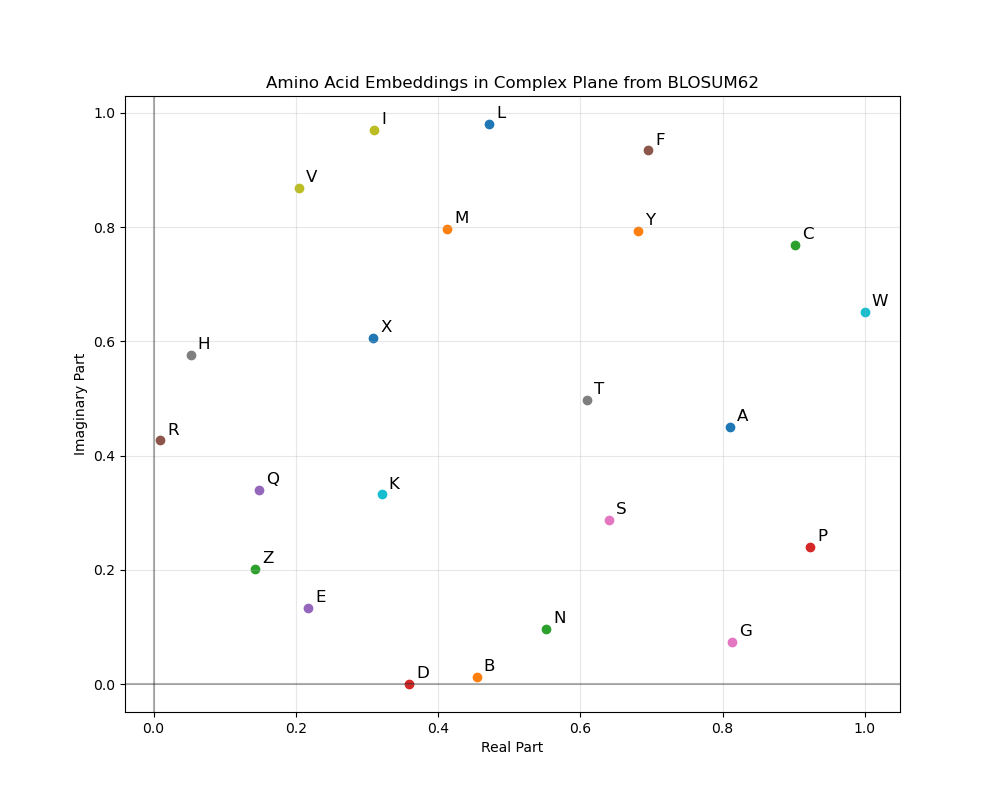 Amino Acid Embeddings in Complex Plane from BLOSUM62
1.0
0.8
0.6
0.4
0.2
0.0
Imaginary Part
I
L
F
V
M
Y
C
W
X
H
T
A
R
Q
K
S
P
Z
E
N
G
B
D
0.0
0.2
0.4
0.6
0.8
1.0
Real Part